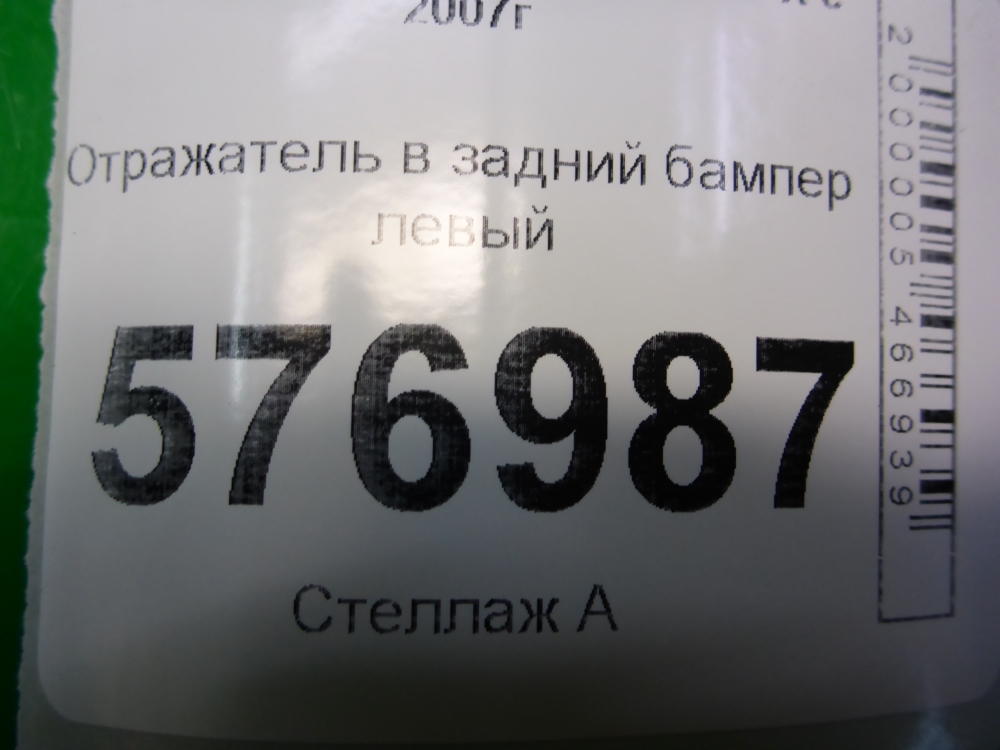 2007г
Отражатель в задний бампер
левый
576987
Стеллаж А
2000005466939